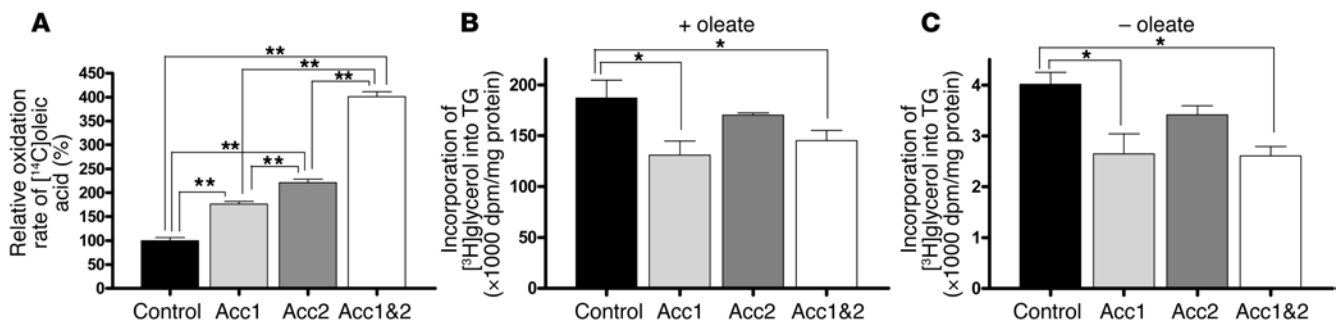 A
Relative oxidation
rate of [¹⁴C]oleic
acid (%)
450
400
350
300
250
200
150
100
50
0
**
**
**
**
**
**
Control Acc1 Acc2 Acc1&2
B
+ oleate
Incorporation of
[³H]glycerol into TG
(×1000 dpm/mg protein)
200
150
100
50
0
*
*
Control Acc1 Acc2 Acc1&2
C
– oleate
Incorporation of
[³H]glycerol into TG
(×1000 dpm/mg protein)
4
3
2
1
0
*
*
Control Acc1 Acc2 Acc1&2